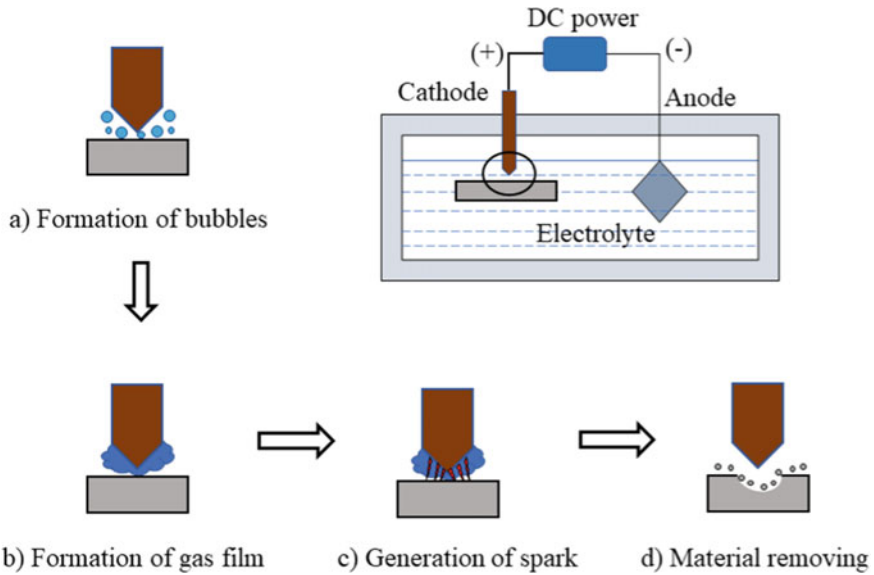 DC power
(+)
(-)
Cathode
Anode
Electrolyte
a) Formation of bubbles
b) Formation of gas film
c) Generation of spark
d) Material removing